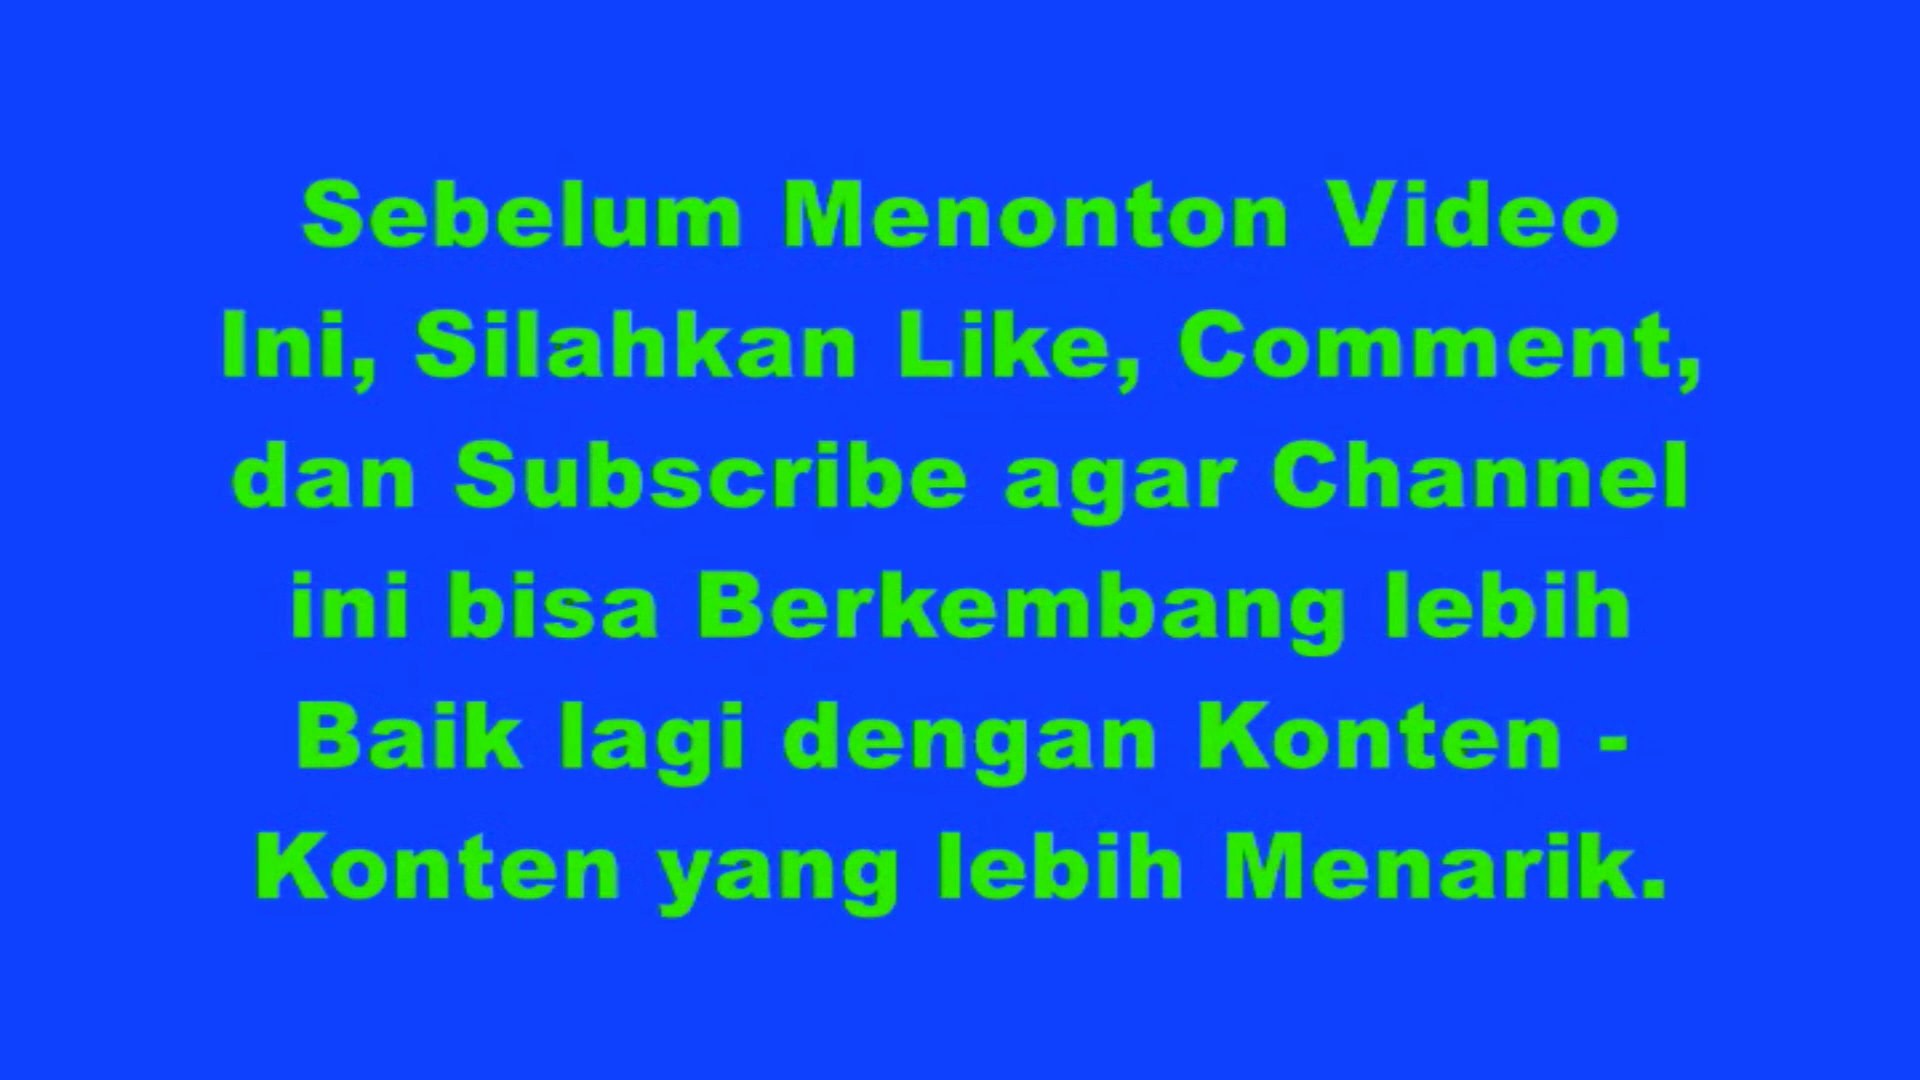 Sebelum Menonton Video
Ini, Silahkan Like, Comment,
dan Subscribe agar Channel
ini bisa Berkembang lebih
Baik lagi dengan Konten -
Konten yang lebih Menarik.